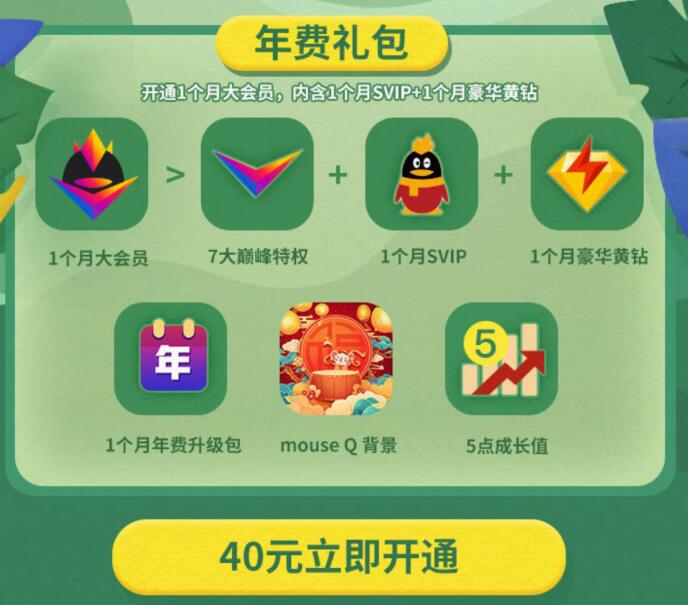 年费礼包
开通1个月大会员，内含1个月SVIP+1个月豪华黄钻
> + +
1个月大会员 7大巅峰特权 1个月SVIP 1个月豪华黄钻
年 5
1个月年费升级包 mouse Q 背景 5点成长值
40元立即开通